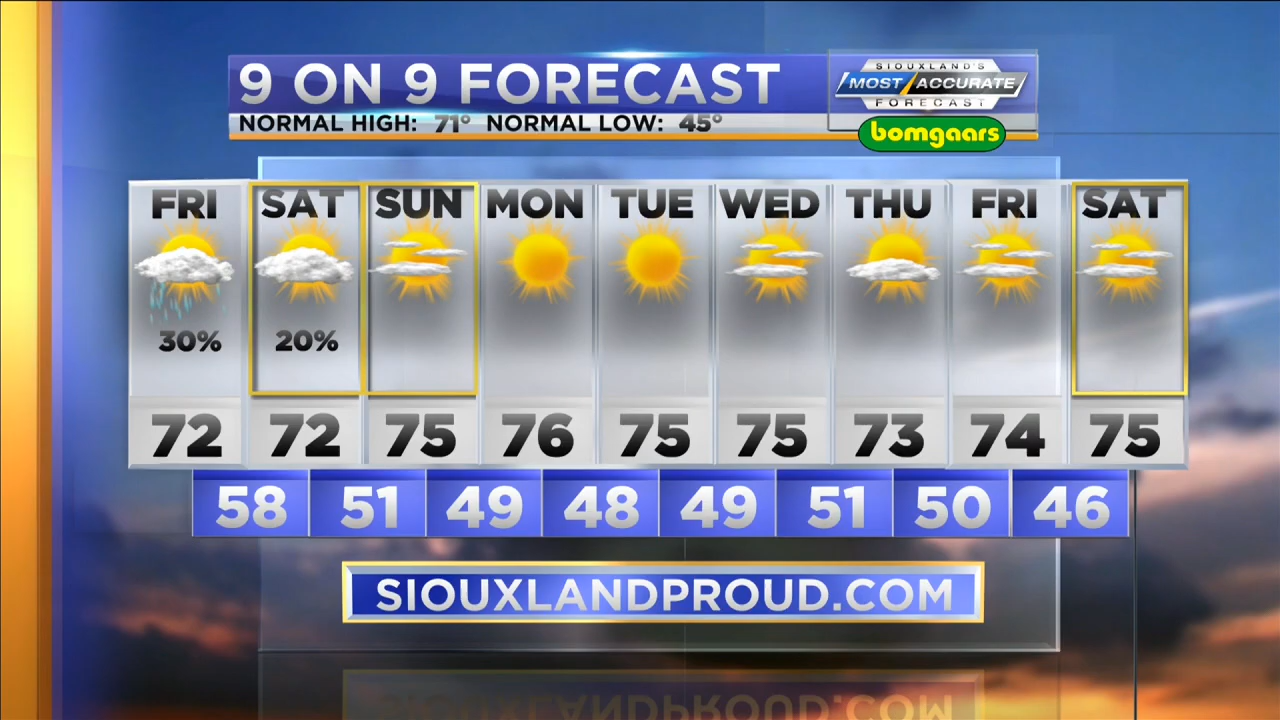 9 ON 9 FORECAST
NORMAL HIGH: 71° NORMAL LOW: 45°
SIOUXLAND'S
MOST ACCURATE
FORECAST
bomgaars
FRI SAT SUN MON TUE WED THU FRI SAT
30% 20%
72 72 75 76 75 75 73 74 75
58 51 49 48 49 51 50 46
SIOUXLANDPROUD.COM
SIOUXLANDPROUD.COM